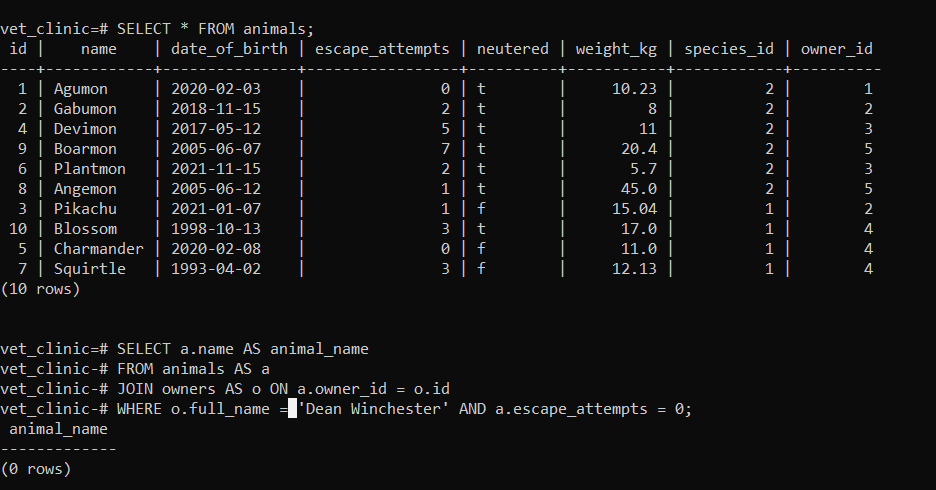 vet_clinic=# SELECT * FROM animals;
 id |    name    | date_of_birth | escape_attempts | neutered | weight_kg | species_id | owner_id
----+------------+---------------+-----------------+----------+-----------+------------+----------
  1 | Agumon     | 2020-02-03    |               0 | t        |     10.23 |          2 |        1
  2 | Gabumon    | 2018-11-15    |               2 | t        |         8 |          2 |        2
  4 | Devimon    | 2017-05-12    |               5 | t        |        11 |          2 |        3
  9 | Boarmon    | 2005-06-07    |               7 | t        |      20.4 |          2 |        5
  6 | Plantmon   | 2021-11-15    |               2 | t        |       5.7 |          2 |        3
  8 | Angemon    | 2005-06-12    |               1 | t        |      45.0 |          2 |        5
  3 | Pikachu    | 2021-01-07    |               1 | f        |     15.04 |          1 |        2
 10 | Blossom    | 1998-10-13    |               3 | t        |      17.0 |          1 |        4
  5 | Charmander | 2020-02-08    |               0 | f        |      11.0 |          1 |        4
  7 | Squirtle   | 1993-04-02    |               3 | f        |     12.13 |          1 |        4
(10 rows)
vet_clinic=# SELECT a.name AS animal_name
vet_clinic-# FROM animals AS a
vet_clinic-# JOIN owners AS o ON a.owner_id = o.id
vet_clinic-# WHERE o.full_name = 'Dean Winchester' AND a.escape_attempts = 0;
 animal_name
-------------
(0 rows)